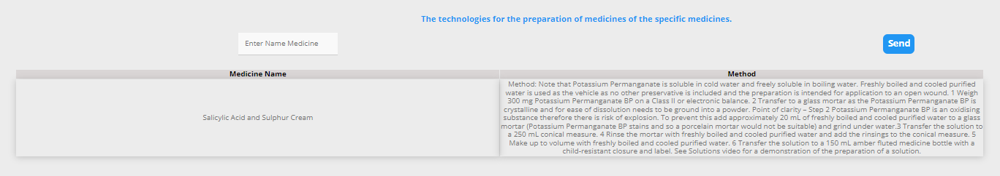 The technologies for the preparation of medicines of the specific medicines.
Enter Name Medicine
Send
Medicine Name
Method
Salicylic Acid and Sulphur Cream
Method: Note that Potassium Permanganate is soluble in cold water and freely soluble in boiling water. Freshly boiled and cooled purified
water is used as the vehicle as no other preservative is included and the preparation is intended for application to an open wound. 1 Weigh
300 mg Potassium Permanganate BP on a Class II or electronic balance. 2 Transfer to a glass mortar as the Potassium Permanganate BP is
crystalline and for ease of dissolution needs to be ground into a powder. Point of clarity – Step 2 Potassium Permanganate BP is an oxidising
substance therefore there is risk of explosion. To prevent this add approximately 20 mL of freshly boiled and cooled purified water to a glass
mortar (Potassium Permanganate BP stains and so a porcelain mortar would not be suitable) and grind under water.3 Transfer the solution to
a 250 mL conical measure. 4 Rinse the mortar with freshly boiled and cooled purified water and add the rinsings to the conical measure. 5
Make up to volume with freshly boiled and cooled purified water. 6 Transfer the solution to a 150 mL amber fluted medicine bottle with a
child-resistant closure and label. See Solutions video for a demonstration of the preparation of a solution.